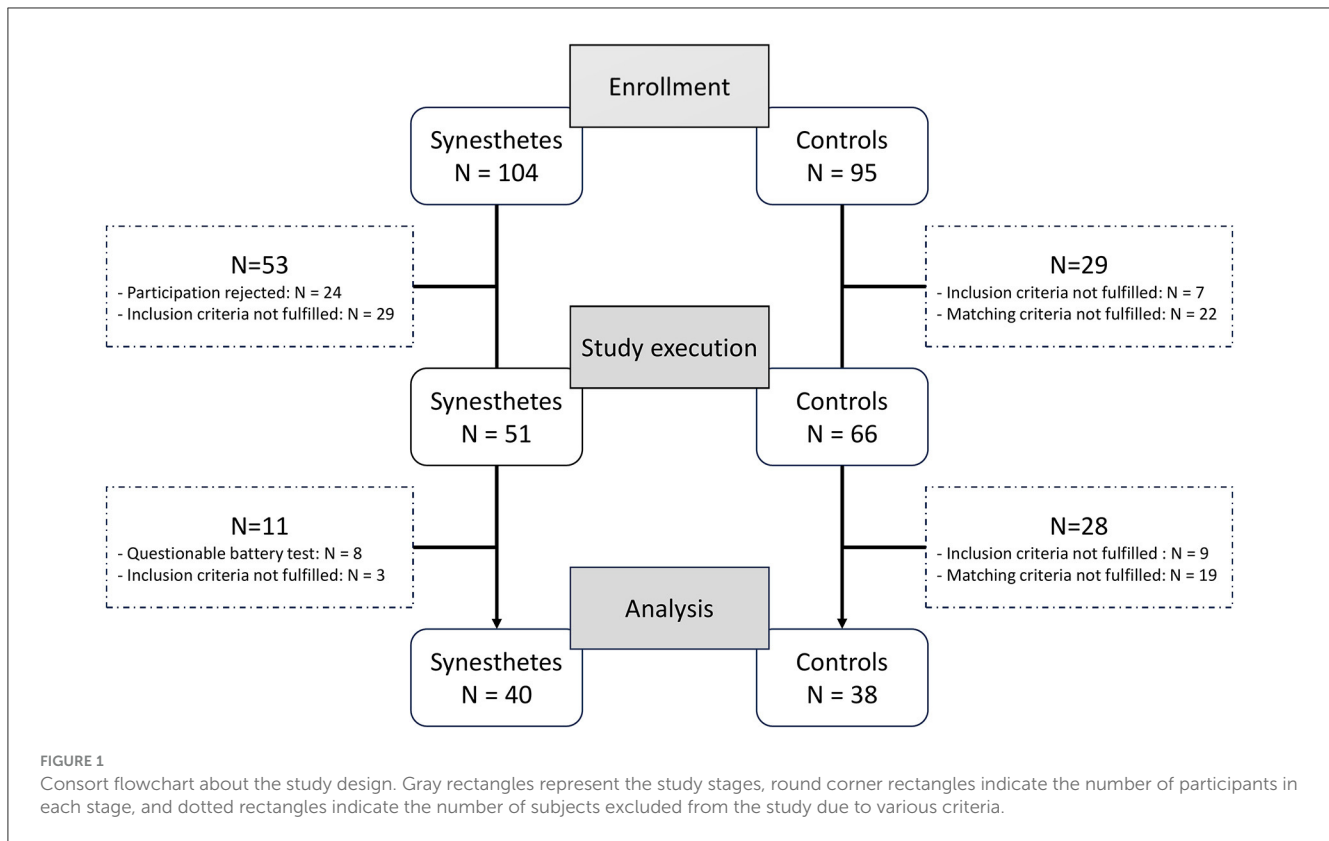 Enrollment
Synesthetes
N = 104
Controls
N = 95
N=53
- Participation rejected: N = 24
- Inclusion criteria not fulfilled: N = 29
N=29
- Inclusion criteria not fulfilled: N = 7
- Matching criteria not fulfilled: N = 22
Study execution
Synesthetes
N = 51
Controls
N = 66
N=11
- Questionable battery test: N = 8
- Inclusion criteria not fulfilled: N = 3
N=28
- Inclusion criteria not fulfilled : N = 9
- Matching criteria not fulfilled: N = 19
Analysis
Synesthetes
N = 40
Controls
N = 38
FIGURE 1
Consort flowchart about the study design. Gray rectangles represent the study stages, round corner rectangles indicate the number of participants in
each stage, and dotted rectangles indicate the number of subjects excluded from the study due to various criteria.